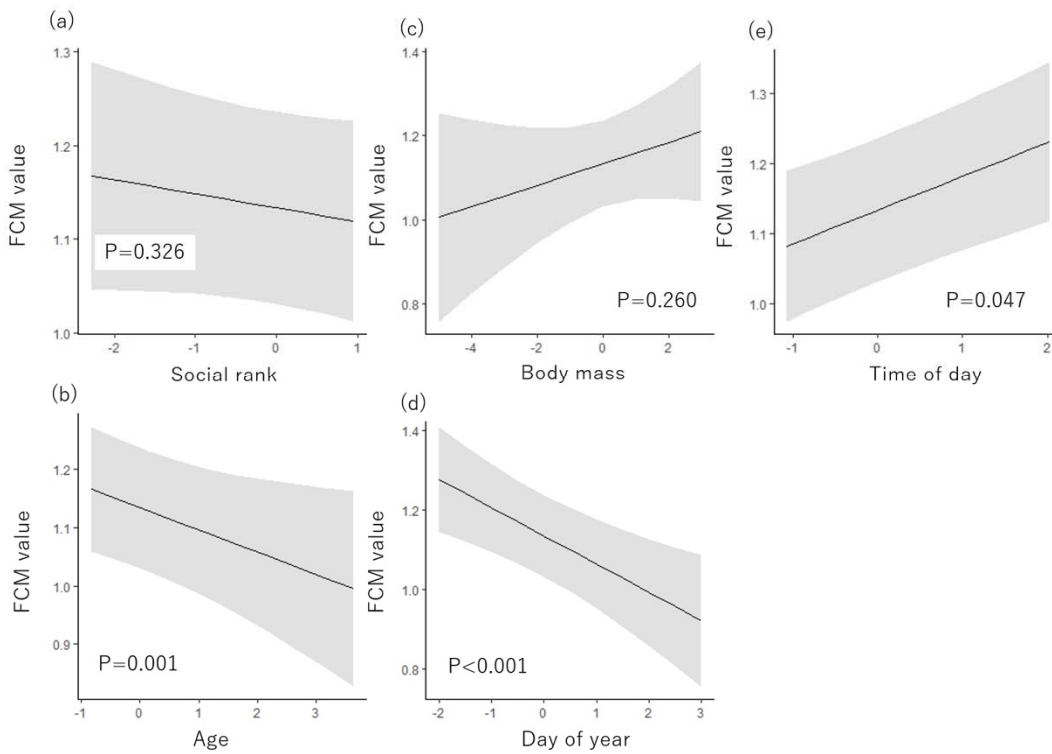 (a)
1.3
1.2
1.1
1.0
FCM value
P=0.326
-2
-1
0
1
Social rank
(c)
1.4
1.2
1.0
0.8
FCM value
P=0.260
-4
-2
0
2
Body mass
(e)
1.3
1.2
1.1
1.0
FCM value
P=0.047
-1
0
1
2
Time of day
(b)
1.2
1.1
1.0
0.9
FCM value
P=0.001
-1
0
1
2
3
Age
(d)
1.4
1.2
1.0
0.8
FCM value
P<0.001
-2
-1
0
1
2
3
Day of year